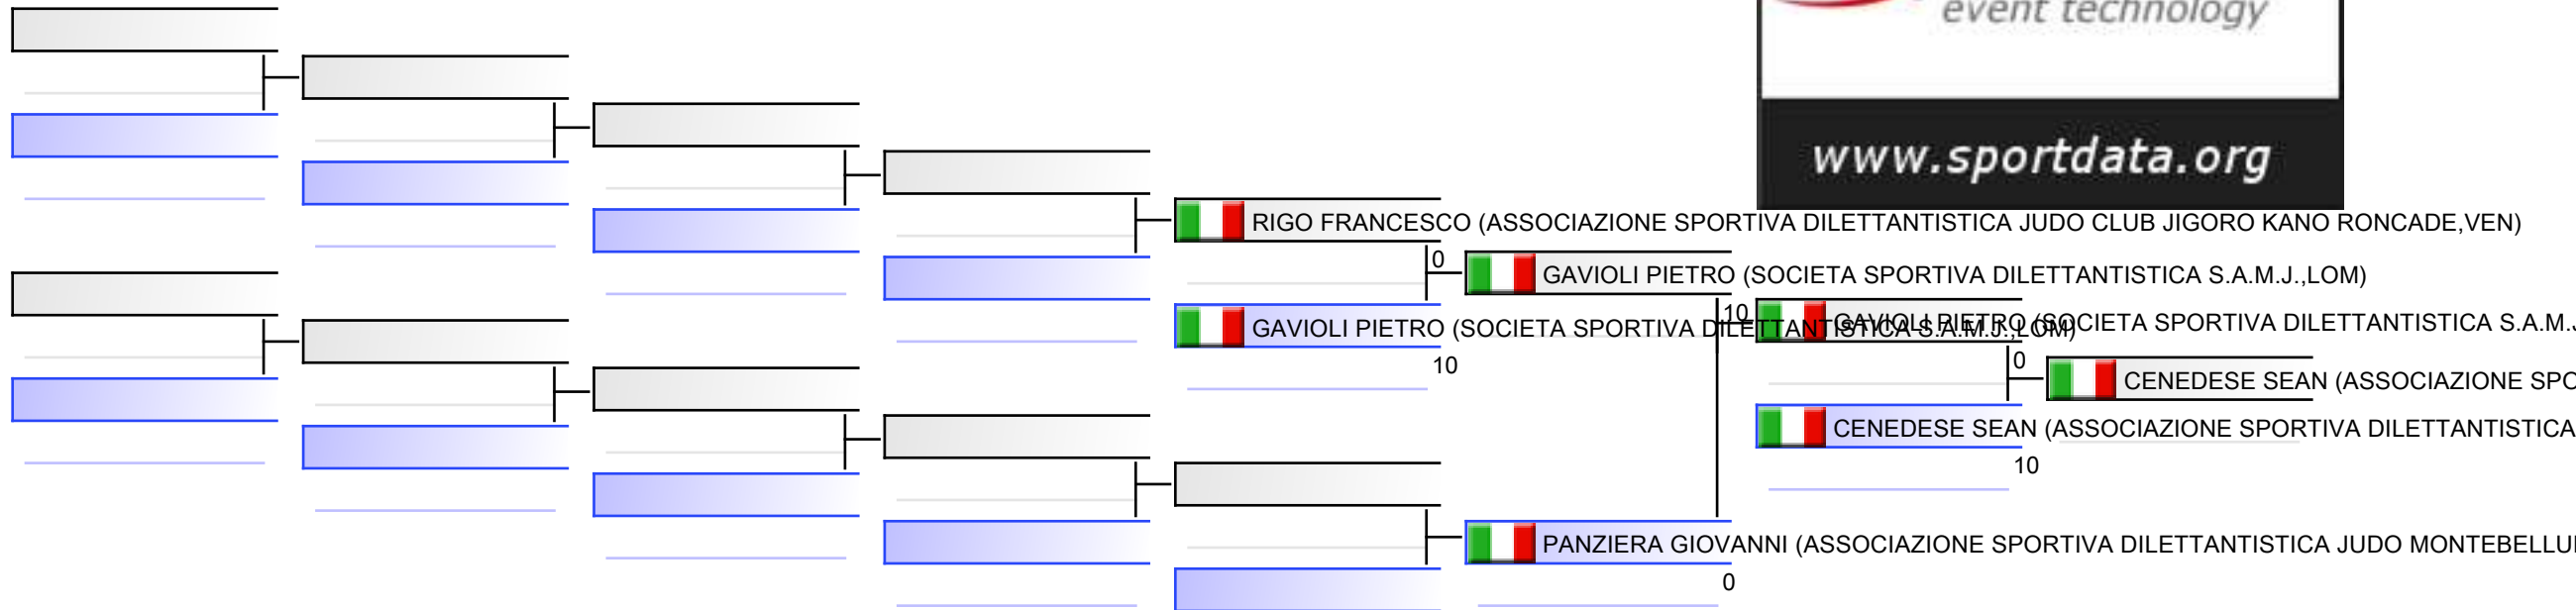 event technology
www.sportdata.org
RIGO FRANCESCO (ASSOCIAZIONE SPORTIVA DILETTANTISTICA JUDO CLUB JIGORO KANO RONCADE,VEN)
0
GAVIOLI PIETRO (SOCIETA SPORTIVA DILETTANTISTICA S.A.M.J.,LOM)
10
GAVIOLI PIETRO (SOCIETA SPORTIVA DILETTANTISTICA S.A.M.J
GAVIOLI PIETRO (SOCIETA SPORTIVA DILETTANTISTICA S.A.M.J.,LOM)
10
0
CENEDESE SEAN (ASSOCIAZIONE SPO
CENEDESE SEAN (ASSOCIAZIONE SPORTIVA DILETTANTISTICA
10
PANZIERA GIOVANNI (ASSOCIAZIONE SPORTIVA DILETTANTISTICA JUDO MONTEBELLU
0